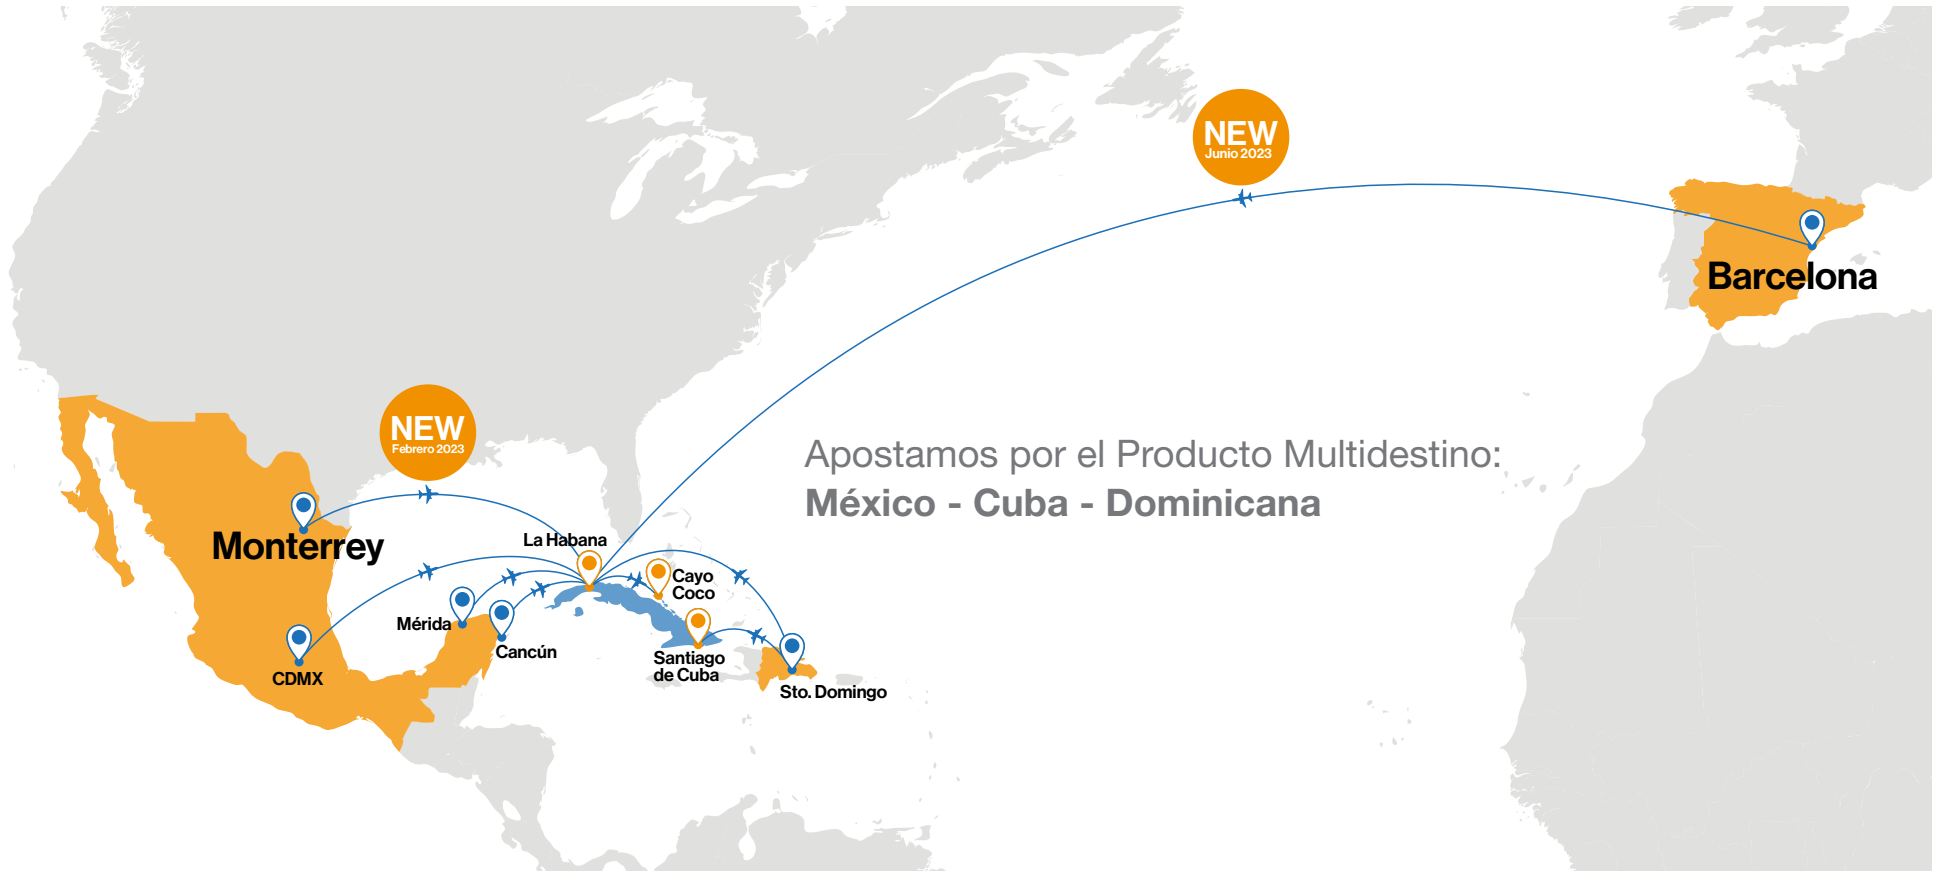 NEW
Junio 2023
Barcelona
NEW
Febrero 2023
Apostamos por el Producto Multidestino:
México - Cuba - Dominicana
Monterrey
La Habana
Cayo
Coco
Mérida
Cancún
Santiago
de Cuba
CDMX
Sto. Domingo